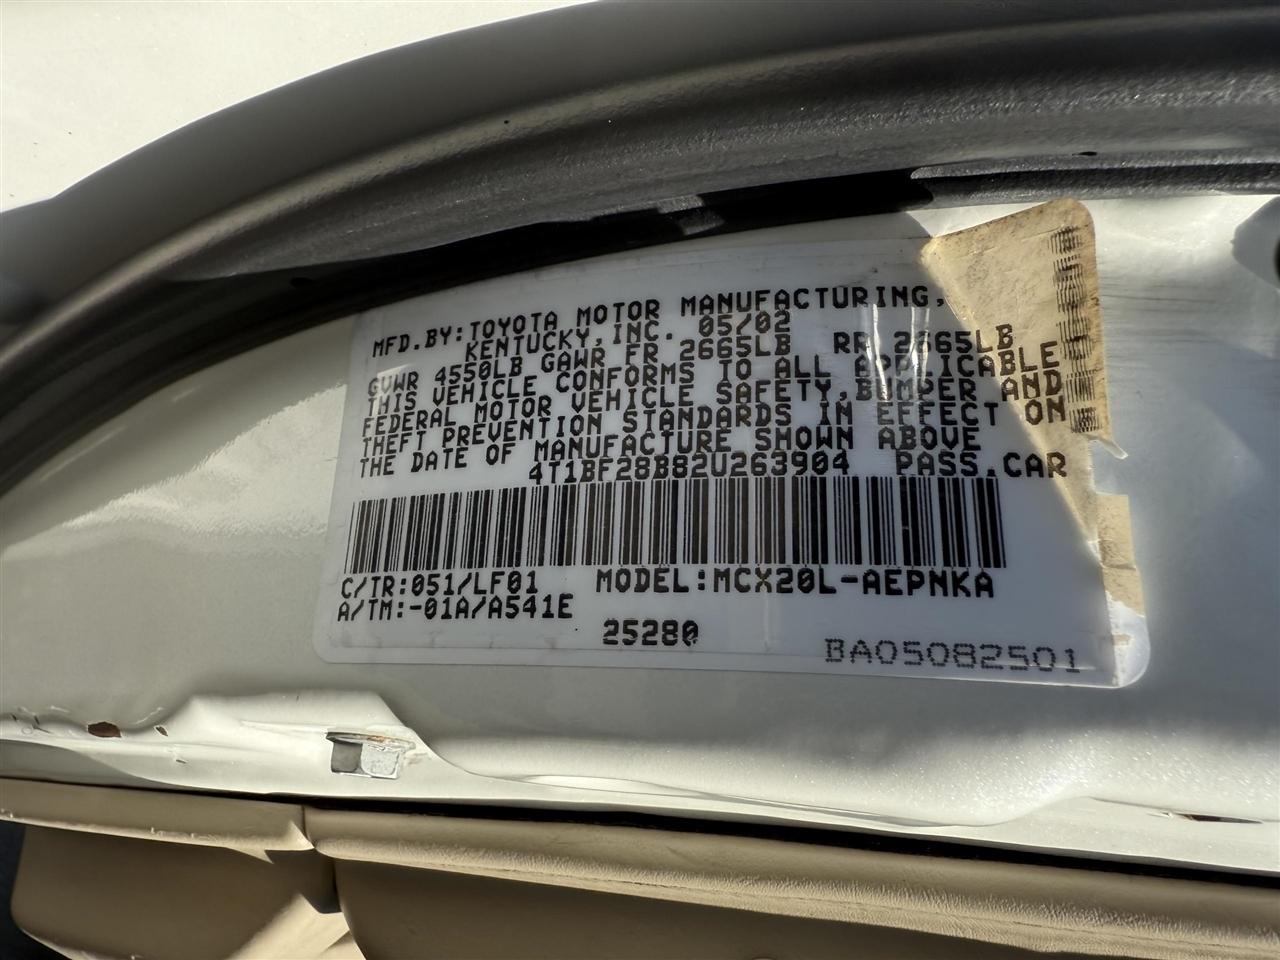 MFD.BY:TOYOTA MOTOR MANUFACTURING,
KENTUCKY,INC. 05/02
GVWR 4550LB GAWR FR 2665LB RR 2665LB
THIS VEHICLE CONFORMS TO ALL APPLICABLE
FEDERAL MOTOR VEHICLE SAFETY,BUMPER AND
THEFT PREVENTION STANDARDS IN EFFECT ON
THE DATE OF MANUFACTURE SHOWN ABOVE
4T1BF28B82U263904 PASS.CAR
C/TR:051/LF01 MODEL:MCX20L-AEPNKA
A/TM:-01A/A541E
25280
BA05082501